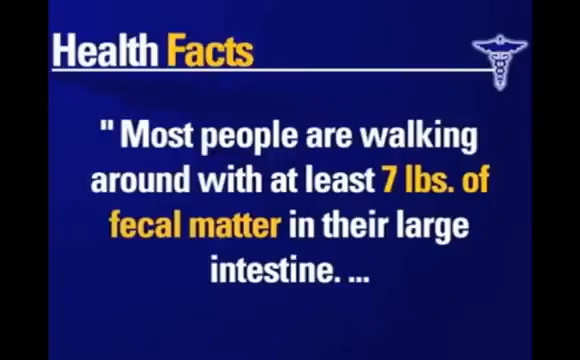 Health Facts
" Most people are walking
around with at least 7 lbs. of
fecal matter in their large
intestine. ...